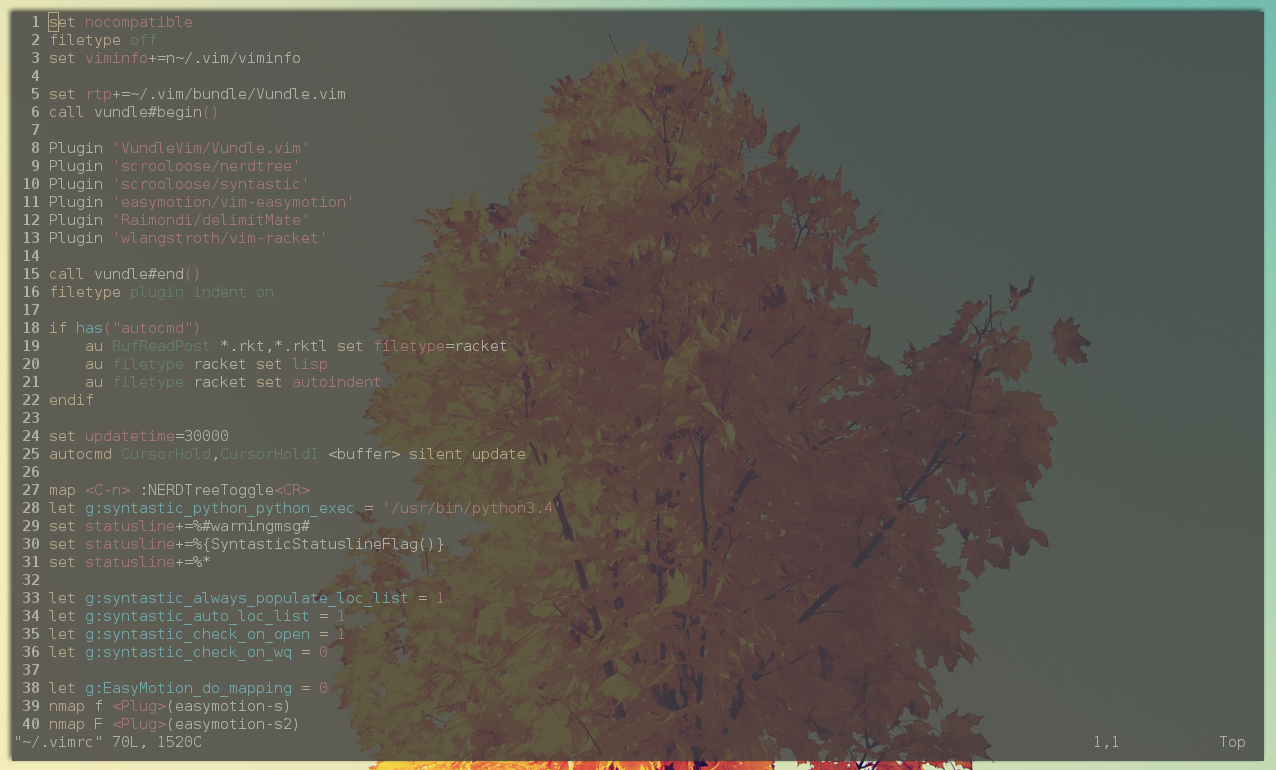 1 set nocompatible
2 filetype off
3 set viminfo+=n~/.vim/viminfo
4
5 set rtp+=~/.vim/bundle/Vundle.vim
6 call vundle#begin()
7
8 Plugin 'VundleVim/Vundle.vim'
9 Plugin 'scrooloose/nerdtree'
10 Plugin 'scrooloose/syntastic'
11 Plugin 'easymotion/vim-easymotion'
12 Plugin 'Raimondi/delimitMate'
13 Plugin 'wlangstroth/vim-racket'
14
15 call vundle#end()
16 filetype plugin indent on
17
18 if has("autocmd")
19     au BufReadPost *.rkt,*.rktl set filetype=racket
20     au filetype racket set lisp
21     au filetype racket set autoindent
22 endif
23
24 set updatetime=30000
25 autocmd CursorHold,CursorHoldI <buffer> silent update
26
27 map <C-n> :NERDTreeToggle<CR>
28 let g:syntastic_python_python_exec = '/usr/bin/python3.4'
29 set statusline+=%#warningmsg#
30 set statusline+=%{SyntasticStatuslineFlag()}
31 set statusline+=%*
32
33 let g:syntastic_always_populate_loc_list = 1
34 let g:syntastic_auto_loc_list = 1
35 let g:syntastic_check_on_open = 1
36 let g:syntastic_check_on_wq = 0
37
38 let g:EasyMotion_do_mapping = 0
39 nmap f <Plug>(easymotion-s)
40 nmap F <Plug>(easymotion-s2)
"~/.vimrc" 70L, 1520C 1,1 Top